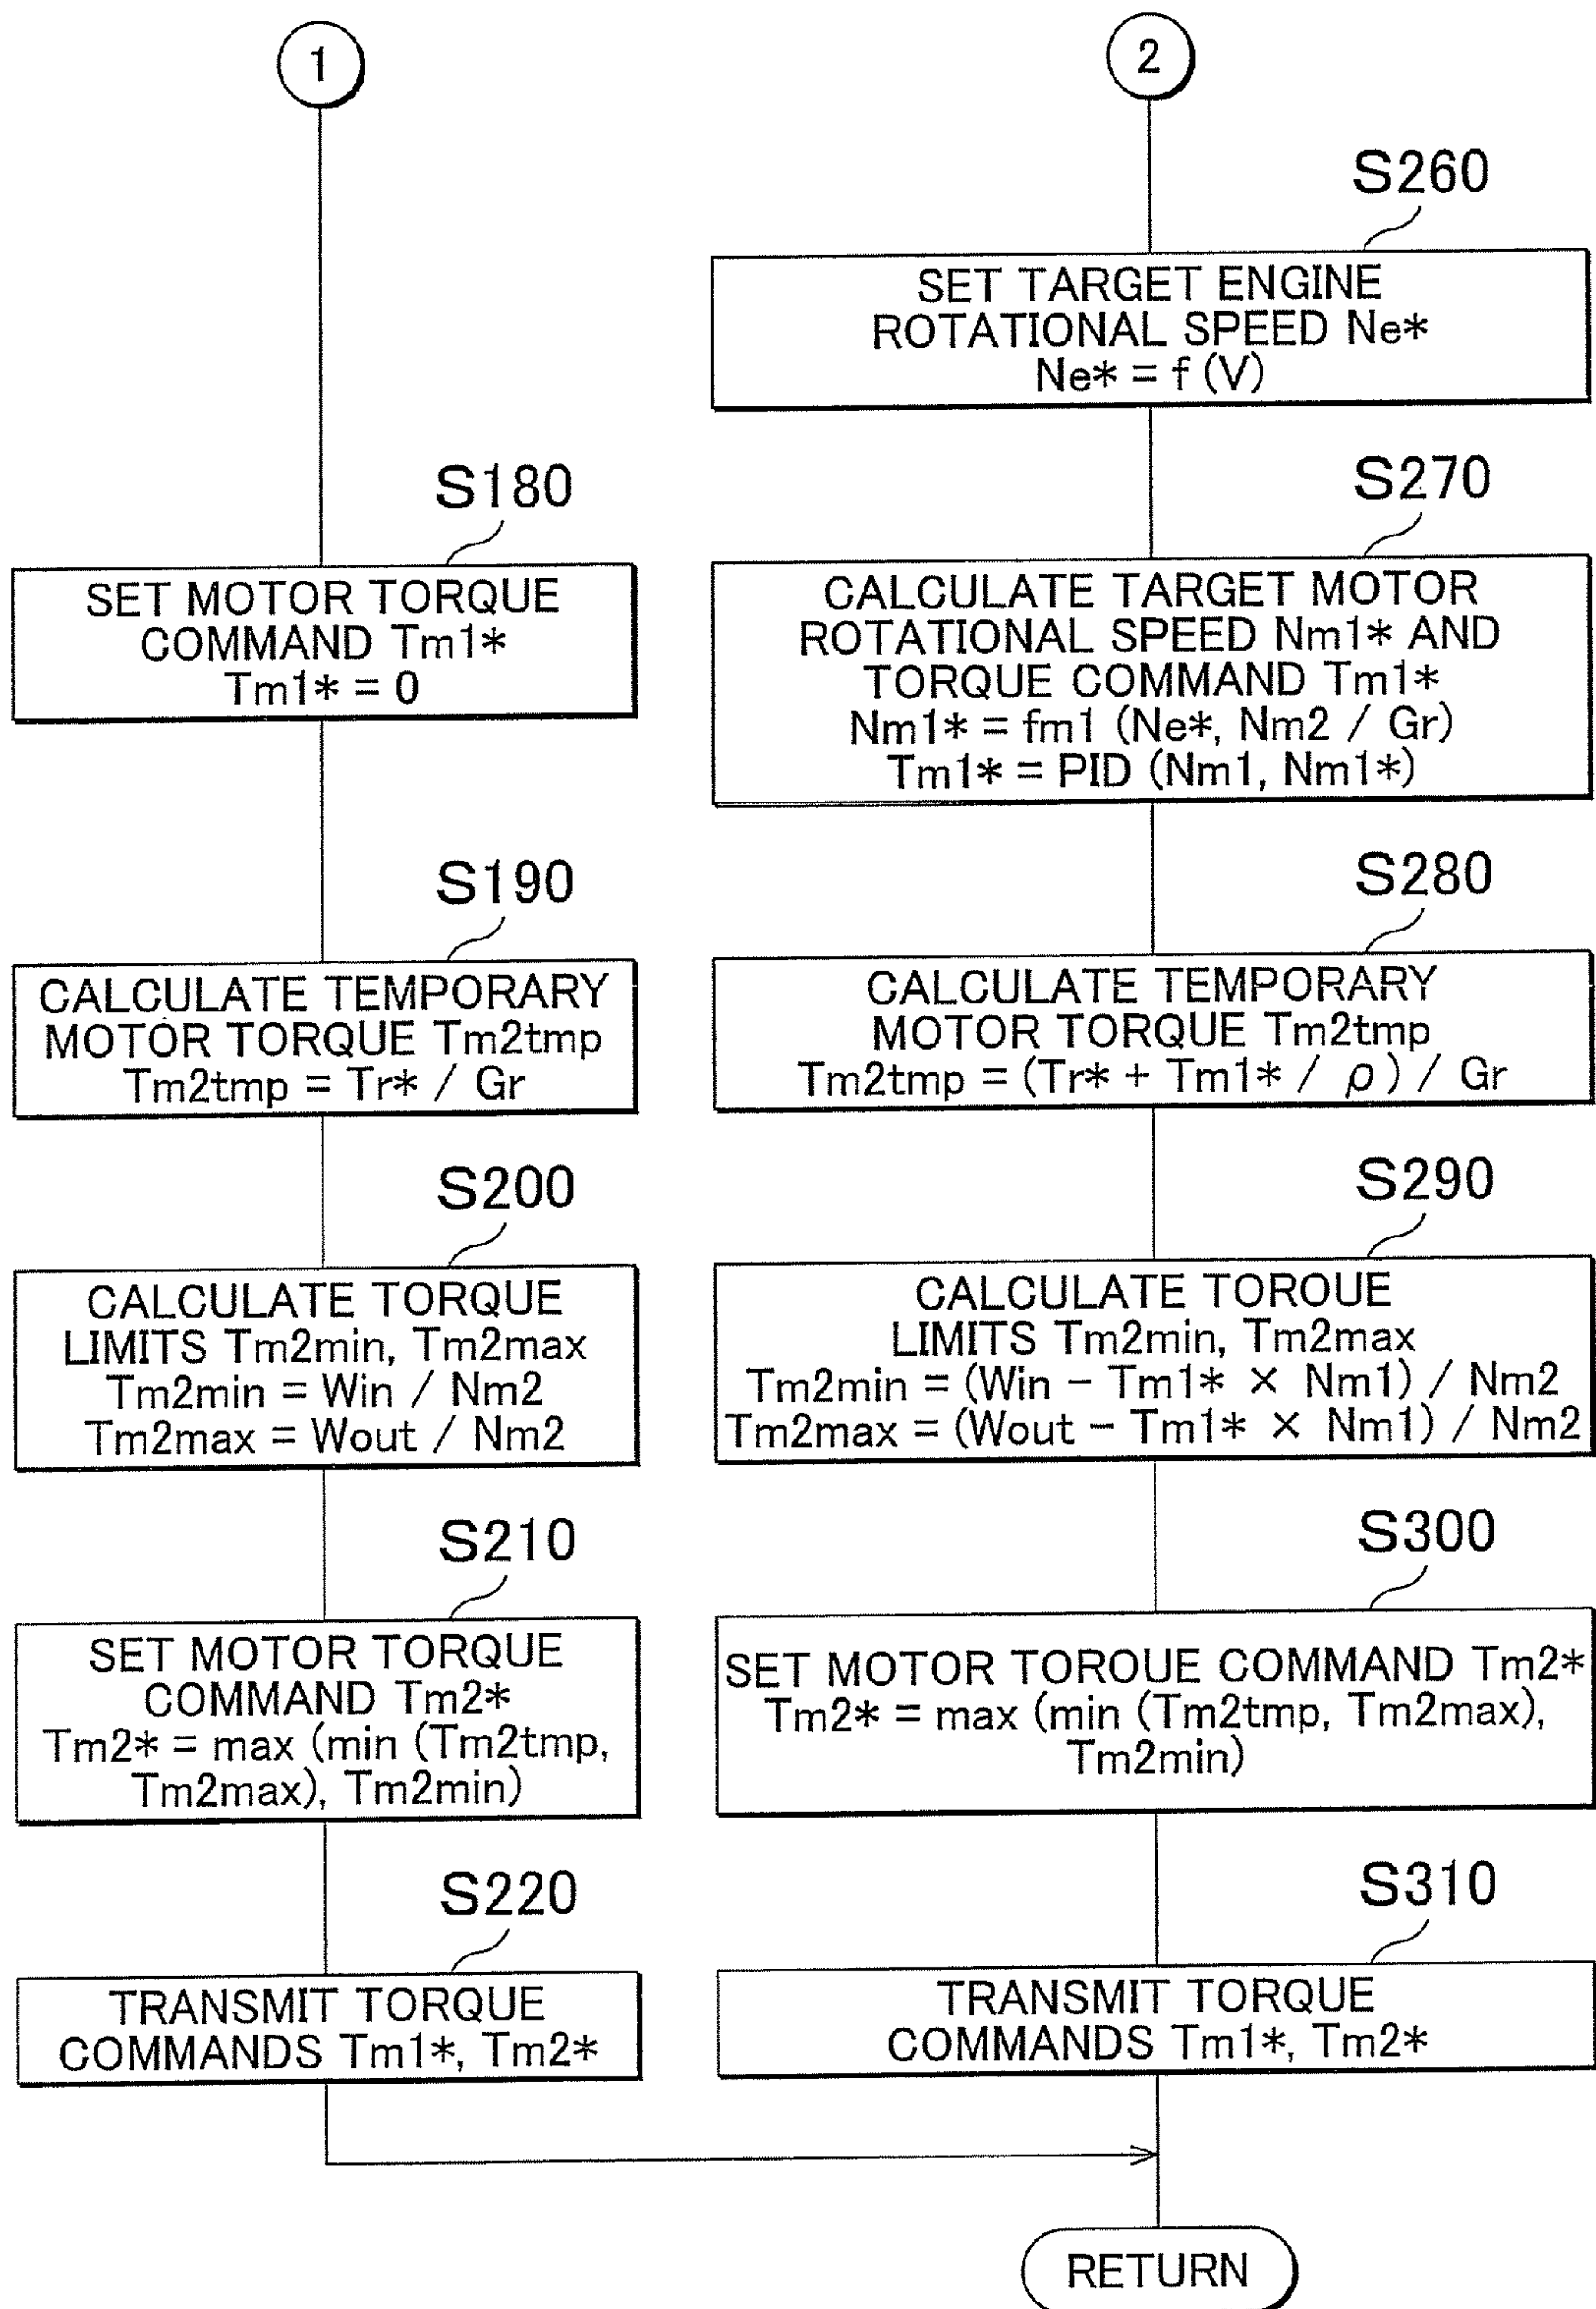 1
S180
SET MOTOR TORQUE
COMMAND Tm1*
Tm1* = 0
S190
CALCULATE TEMPORARY
MOTOR TORQUE Tm2tmp
Tm2tmp = Tr* / Gr
S200
CALCULATE TORQUE
LIMITS Tm2min, Tm2max
Tm2min = Win / Nm2
Tm2max = Wout / Nm2
S210
SET MOTOR TORQUE
COMMAND Tm2*
Tm2* = max (min (Tm2tmp,
Tm2max), Tm2min)
S220
TRANSMIT TORQUE
COMMANDS Tm1*, Tm2*
2
S260
SET TARGET ENGINE
ROTATIONAL SPEED Ne*
Ne* = f (V)
S270
CALCULATE TARGET MOTOR
ROTATIONAL SPEED Nm1* AND
TORQUE COMMAND Tm1*
Nm1* = fm1 (Ne*, Nm2 / Gr)
Tm1* = PID (Nm1, Nm1*)
S280
CALCULATE TEMPORARY
MOTOR TORQUE Tm2tmp
Tm2tmp = (Tr* + Tm1* / ρ) / Gr
S290
CALCULATE TOROUE
LIMITS Tm2min, Tm2max
Tm2min = (Win - Tm1* × Nm1) / Nm2
Tm2max = (Wout - Tm1* × Nm1) / Nm2
S300
SET MOTOR TOROUE COMMAND Tm2*
Tm2* = max (min (Tm2tmp, Tm2max),
Tm2min)
S310
TRANSMIT TORQUE
COMMANDS Tm1*, Tm2*
RETURN